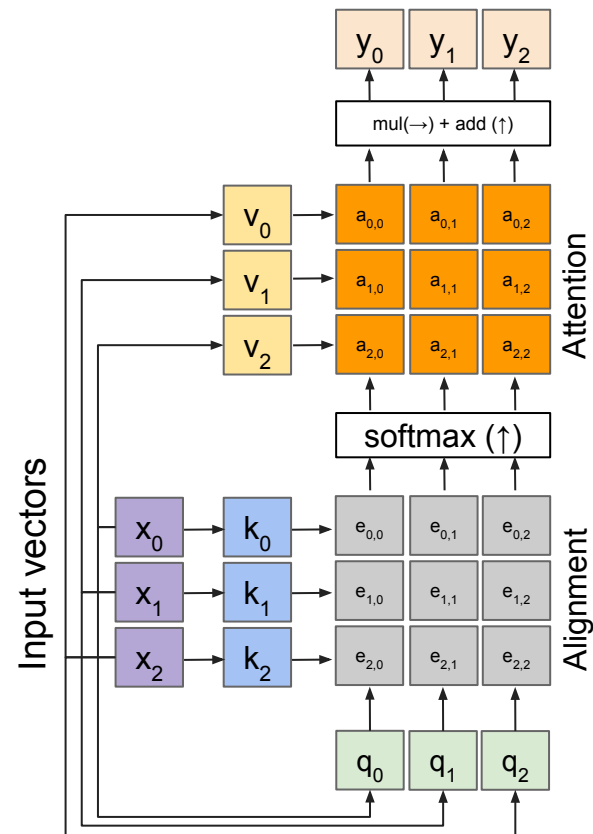 y0 y1 y2
mul(→) + add (↑)
v0 a0,0 a0,1 a0,2
v1 a1,0 a1,1 a1,2
v2 a2,0 a2,1 a2,2
Attention
softmax (↑)
Input vectors
x0 k0 e0,0 e0,1 e0,2
x1 k1 e1,0 e1,1 e1,2
x2 k2 e2,0 e2,1 e2,2
Alignment
q0 q1 q2